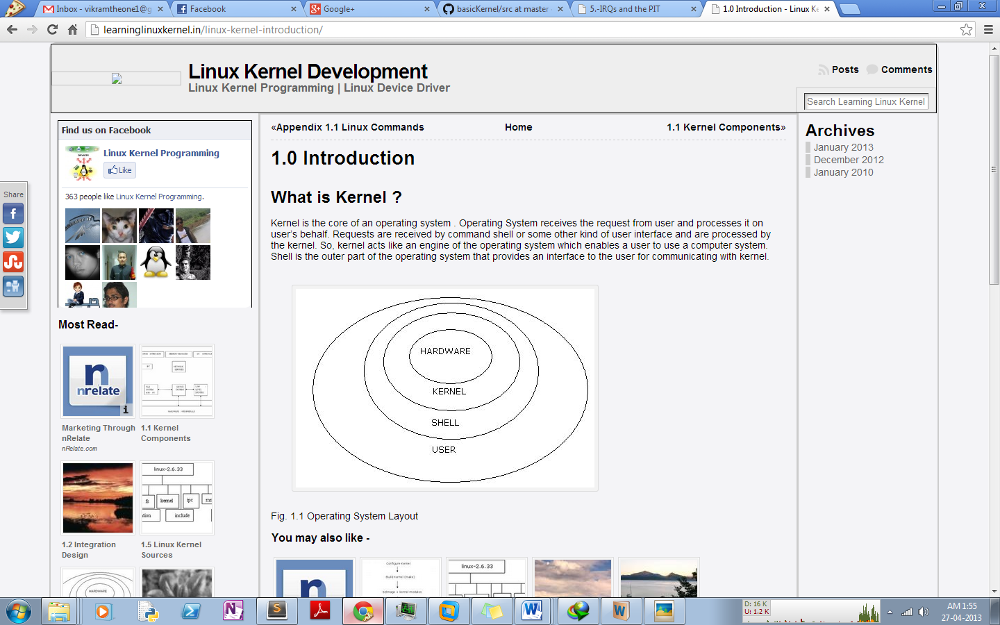 Inbox - vikramtheone1@g
Facebook
Google+
basicKernel/src at master
5.-IRQs and the PIT
1.0 Introduction - Linux Ke
learninglinuxkernel.in/linux-kernel-introduction/
Linux Kernel Development
Linux Kernel Programming | Linux Device Driver
Posts
Comments
Search Learning Linux Kernel
Share
Find us on Facebook
Linux Kernel Programming
Like
363 people like Linux Kernel Programming.
Most Read-
nrelate
Marketing Through
nRelate
nRelate.com
1.1 Kernel
Components
1.2 Integration
Design
linux-2.6.33
fs
kernel
ipc
include
1.5 Linux Kernel
Sources
HARDWARE
«Appendix 1.1 Linux Commands
Home
1.1 Kernel Components»
1.0 Introduction
What is Kernel ?
Kernel is the core of an operating system . Operating System receives the request from user and processes it on
user's behalf. Requests are received by command shell or some other kind of user interface and are processed by
the kernel. So, kernel acts like an engine of the operating system which enables a user to use a computer system.
Shell is the outer part of the operating system that provides an interface to the user for communicating with kernel.
HARDWARE
KERNEL
SHELL
USER
Fig. 1.1 Operating System Layout
You may also like -
Configure Kernel
Build Kernel (make)
linux-2.6.33
Archives
January 2013
December 2012
January 2010
D: 16 K
U: 1.2 K
AM 1:55
27-04-2013